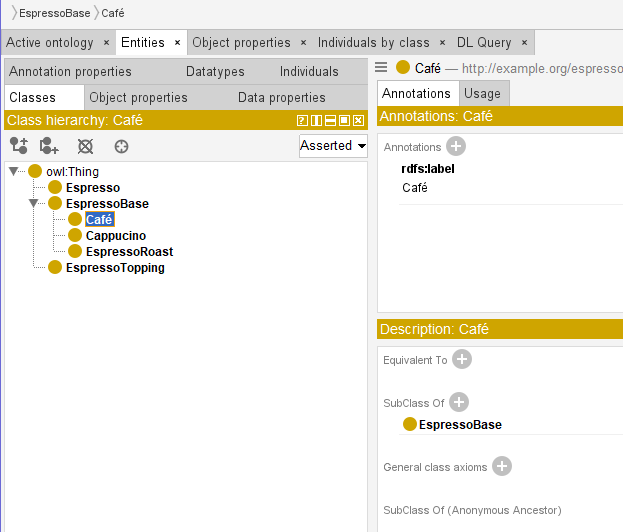 EspressoBase Café
Active ontology × Entities × Object properties × Individuals by class × DL Query ×
Annotation properties Datatypes Individuals
Classes Object properties Data properties
Class hierarchy: Café
Asserted
owl:Thing
Espresso
EspressoBase
Café
Cappucino
EspressoRoast
EspressoTopping
Café — http://example.org/espresso
Annotations Usage
Annotations: Café
Annotations
rdfs:label
Café
Description: Café
Equivalent To
SubClass Of
EspressoBase
General class axioms
SubClass Of (Anonymous Ancestor)